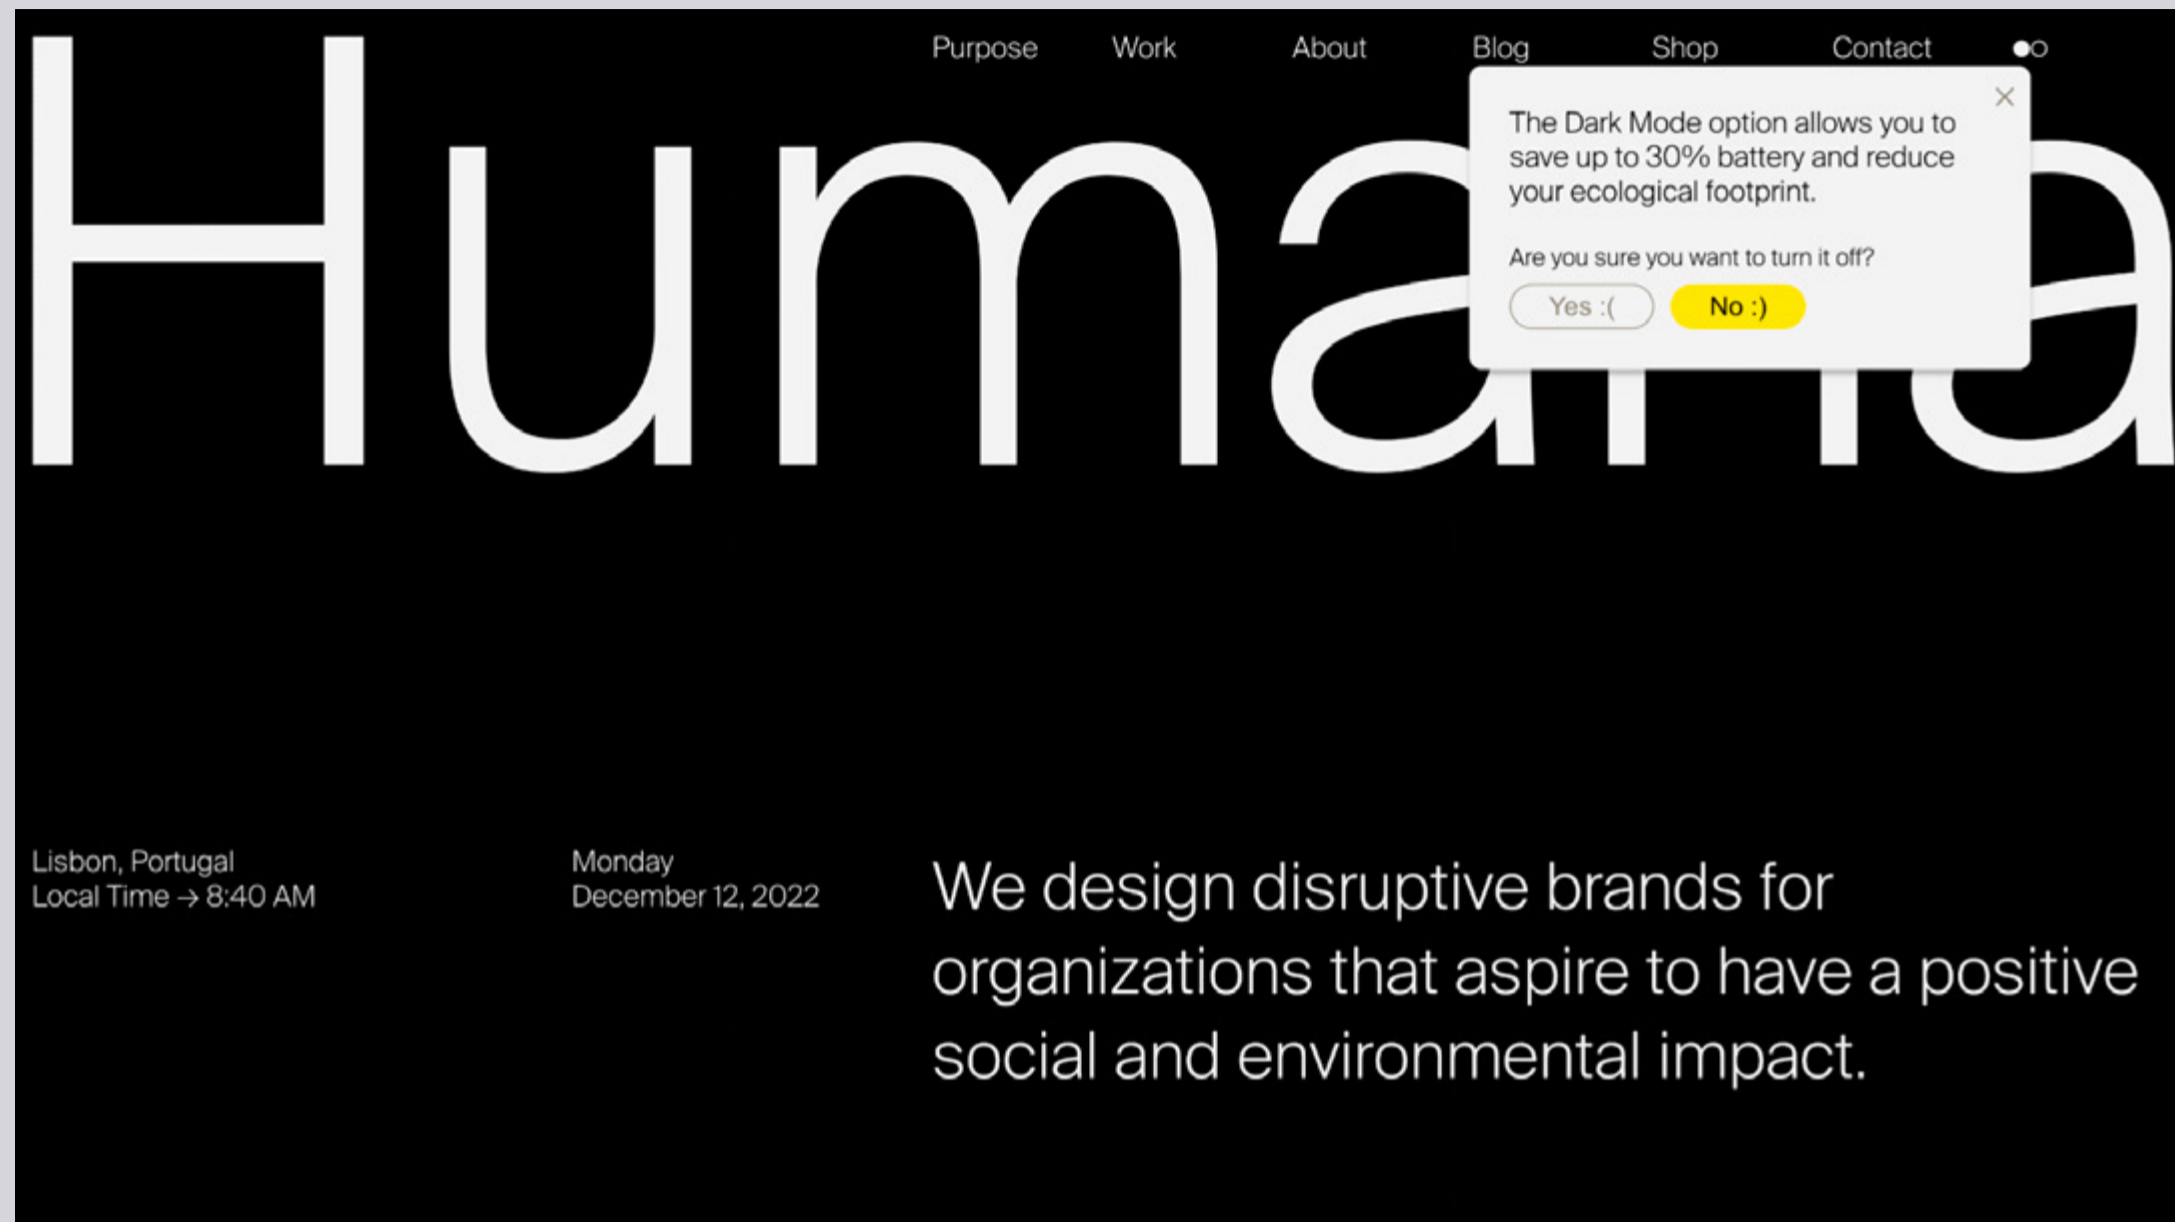 Purpose Work About Blog Shop Contact
Humana
The Dark Mode option allows you to
save up to 30% battery and reduce
your ecological footprint.
Are you sure you want to turn it off?
Yes :( No :)
Lisbon, Portugal
Local Time → 8:40 AM
Monday
December 12, 2022
We design disruptive brands for
organizations that aspire to have a positive
social and environmental impact.